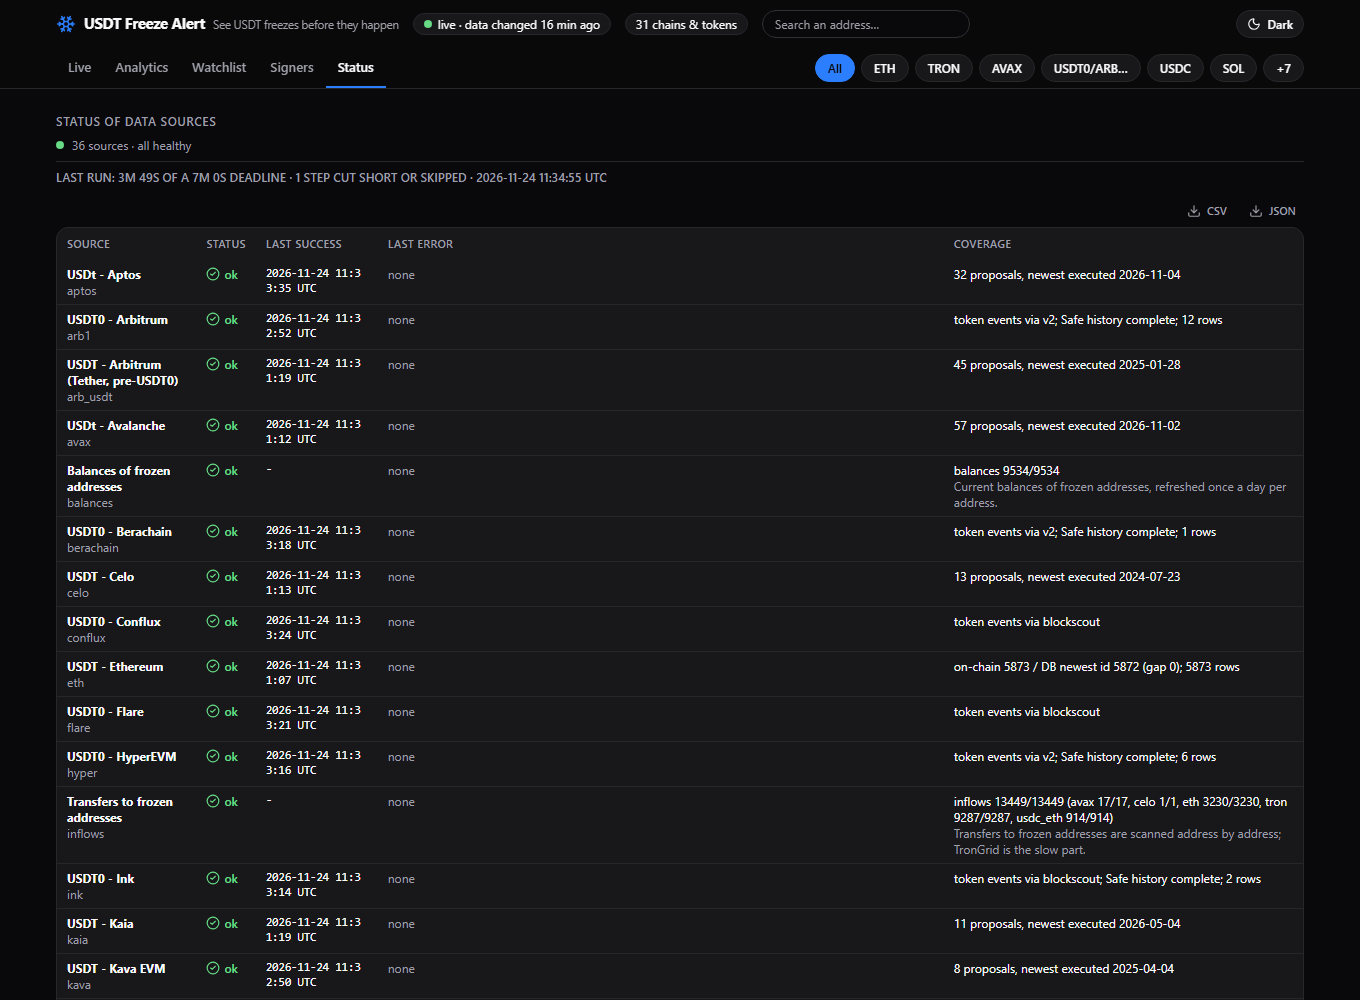 USDT Freeze Alert See USDT freezes before they happen live · data changed 16 min ago 31 chains & tokens Search an address... Dark
Live Analytics Watchlist Signers Status All ETH TRON AVAX USDT0/ARB... USDC SOL +7
STATUS OF DATA SOURCES
36 sources · all healthy
LAST RUN: 3M 49S OF A 7M 0S DEADLINE · 1 STEP CUT SHORT OR SKIPPED · 2026-11-24 11:34:55 UTC
CSV JSON
SOURCE STATUS LAST SUCCESS LAST ERROR COVERAGE
USDt - Aptos ok 2026-11-24 11:3 none 32 proposals, newest executed 2026-11-04
aptos 3:35 UTC
USDT0 - Arbitrum ok 2026-11-24 11:3 none token events via v2; Safe history complete; 12 rows
arb1 2:52 UTC
USDT - Arbitrum ok 2026-11-24 11:3 none 45 proposals, newest executed 2025-01-28
(Tether, pre-USDT0) 1:19 UTC
arb_usdt
USDt - Avalanche ok 2026-11-24 11:3 none 57 proposals, newest executed 2026-11-02
avax 1:12 UTC
Balances of frozen ok - none balances 9534/9534
addresses Current balances of frozen addresses, refreshed once a day per
balances address.
USDT0 - Berachain ok 2026-11-24 11:3 none token events via v2; Safe history complete; 1 rows
berachain 3:18 UTC
USDT - Celo ok 2026-11-24 11:3 none 13 proposals, newest executed 2024-07-23
celo 1:13 UTC
USDT0 - Conflux ok 2026-11-24 11:3 none token events via blockscout
conflux 3:24 UTC
USDT - Ethereum ok 2026-11-24 11:3 none on-chain 5873 / DB newest id 5872 (gap 0); 5873 rows
eth 1:07 UTC
USDT0 - Flare ok 2026-11-24 11:3 none token events via blockscout
flare 3:21 UTC
USDT0 - HyperEVM ok 2026-11-24 11:3 none token events via v2; Safe history complete; 6 rows
hyper 3:16 UTC
Transfers to frozen ok - none inflows 13449/13449 (avax 17/17, celo 1/1, eth 3230/3230, tron
addresses 9287/9287, usdc_eth 914/914)
inflows Transfers to frozen addresses are scanned address by address;
TronGrid is the slow part.
USDT0 - Ink ok 2026-11-24 11:3 none token events via blockscout; Safe history complete; 2 rows
ink 3:14 UTC
USDT - Kaia ok 2026-11-24 11:3 none 11 proposals, newest executed 2026-05-04
kaia 1:19 UTC
USDT - Kava EVM ok 2026-11-24 11:3 none 8 proposals, newest executed 2025-04-04
kava 2:50 UTC